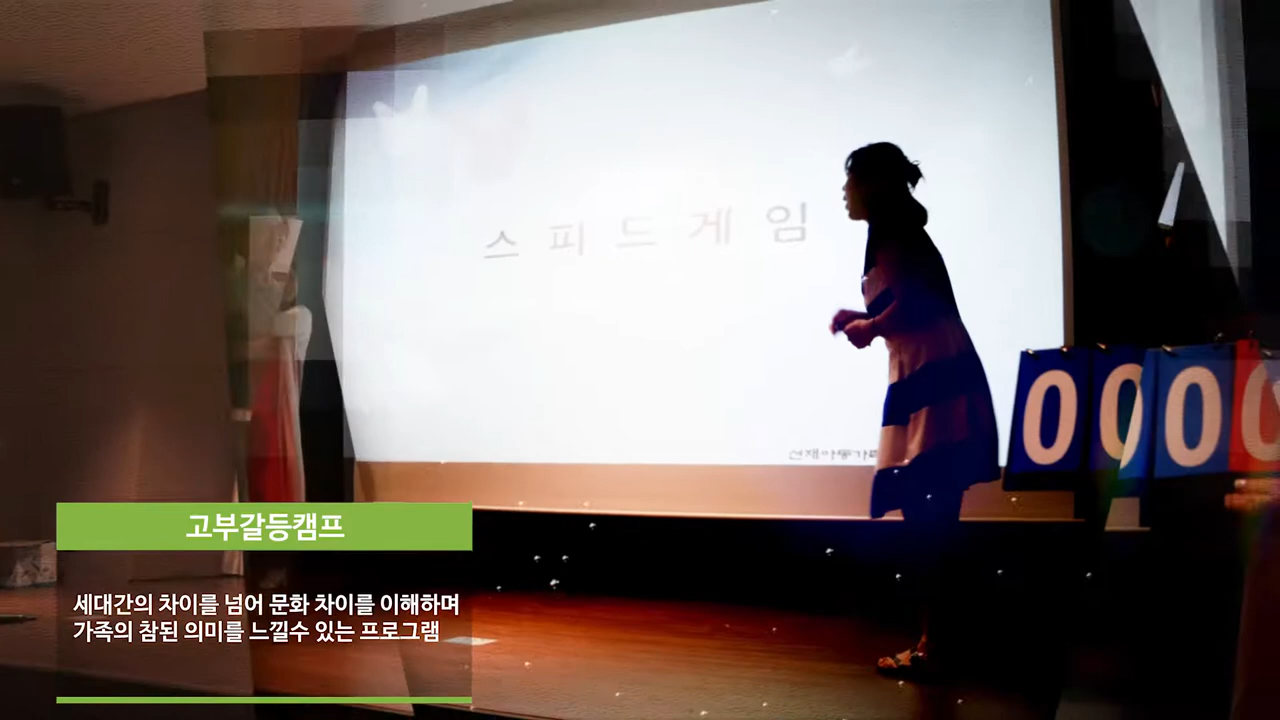 스피드게임
0 0 0 0
고부갈등캠프
세대간의 차이를 넘어 문화 차이를 이해하며
가족의 참된 의미를 느낄수 있는 프로그램